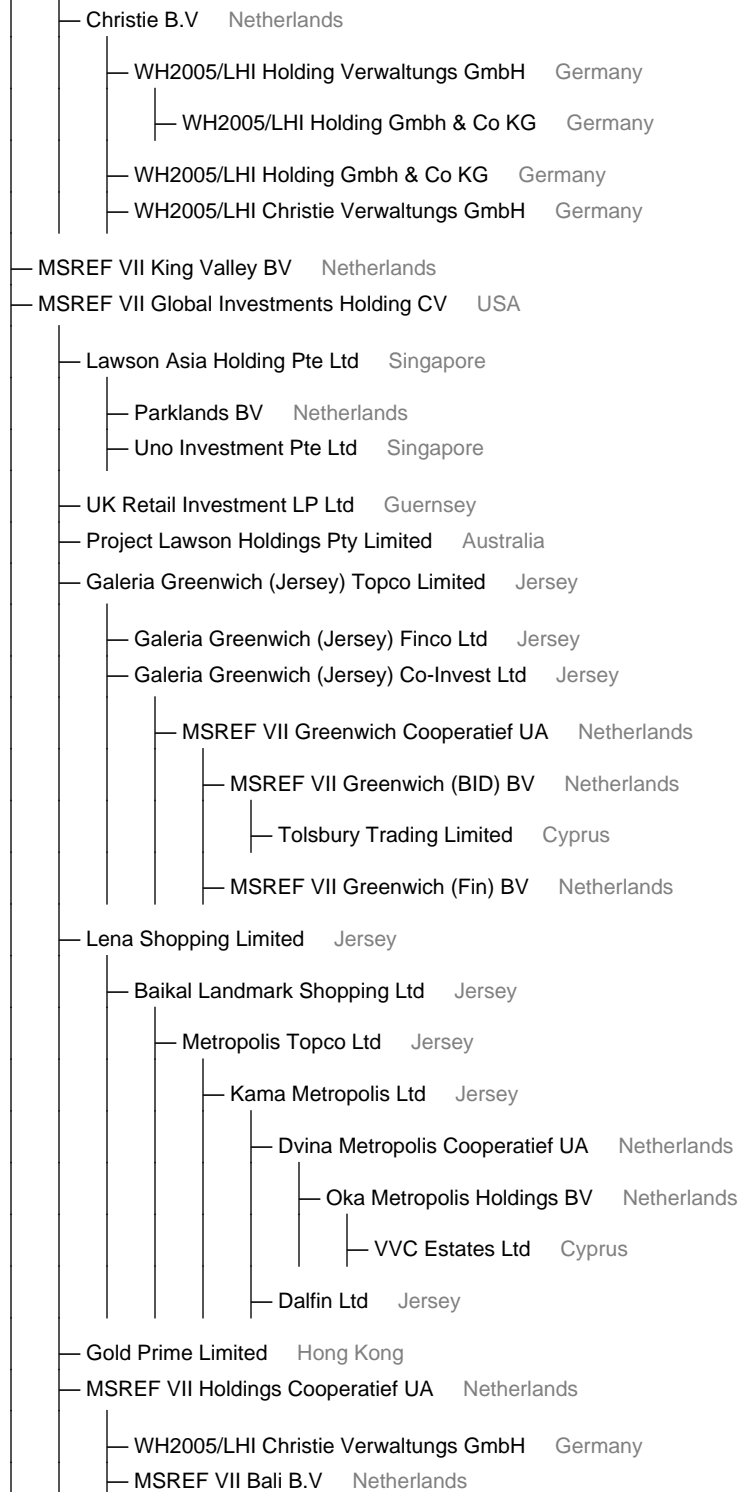 Christie B.V Netherlands
WH2005/LHI Holding Verwaltungs GmbH Germany
WH2005/LHI Holding Gmbh & Co KG Germany
WH2005/LHI Holding Gmbh & Co KG Germany
WH2005/LHI Christie Verwaltungs GmbH Germany
MSREF VII King Valley BV Netherlands
MSREF VII Global Investments Holding CV USA
Lawson Asia Holding Pte Ltd Singapore
Parklands BV Netherlands
Uno Investment Pte Ltd Singapore
UK Retail Investment LP Ltd Guernsey
Project Lawson Holdings Pty Limited Australia
Galeria Greenwich (Jersey) Topco Limited Jersey
Galeria Greenwich (Jersey) Finco Ltd Jersey
Galeria Greenwich (Jersey) Co-Invest Ltd Jersey
MSREF VII Greenwich Cooperatief UA Netherlands
MSREF VII Greenwich (BID) BV Netherlands
Tolsbury Trading Limited Cyprus
MSREF VII Greenwich (Fin) BV Netherlands
Lena Shopping Limited Jersey
Baikal Landmark Shopping Ltd Jersey
Metropolis Topco Ltd Jersey
Kama Metropolis Ltd Jersey
Dvina Metropolis Cooperatief UA Netherlands
Oka Metropolis Holdings BV Netherlands
VVC Estates Ltd Cyprus
Dalfin Ltd Jersey
Gold Prime Limited Hong Kong
MSREF VII Holdings Cooperatief UA Netherlands
WH2005/LHI Christie Verwaltungs GmbH Germany
MSREF VII Bali B.V Netherlands